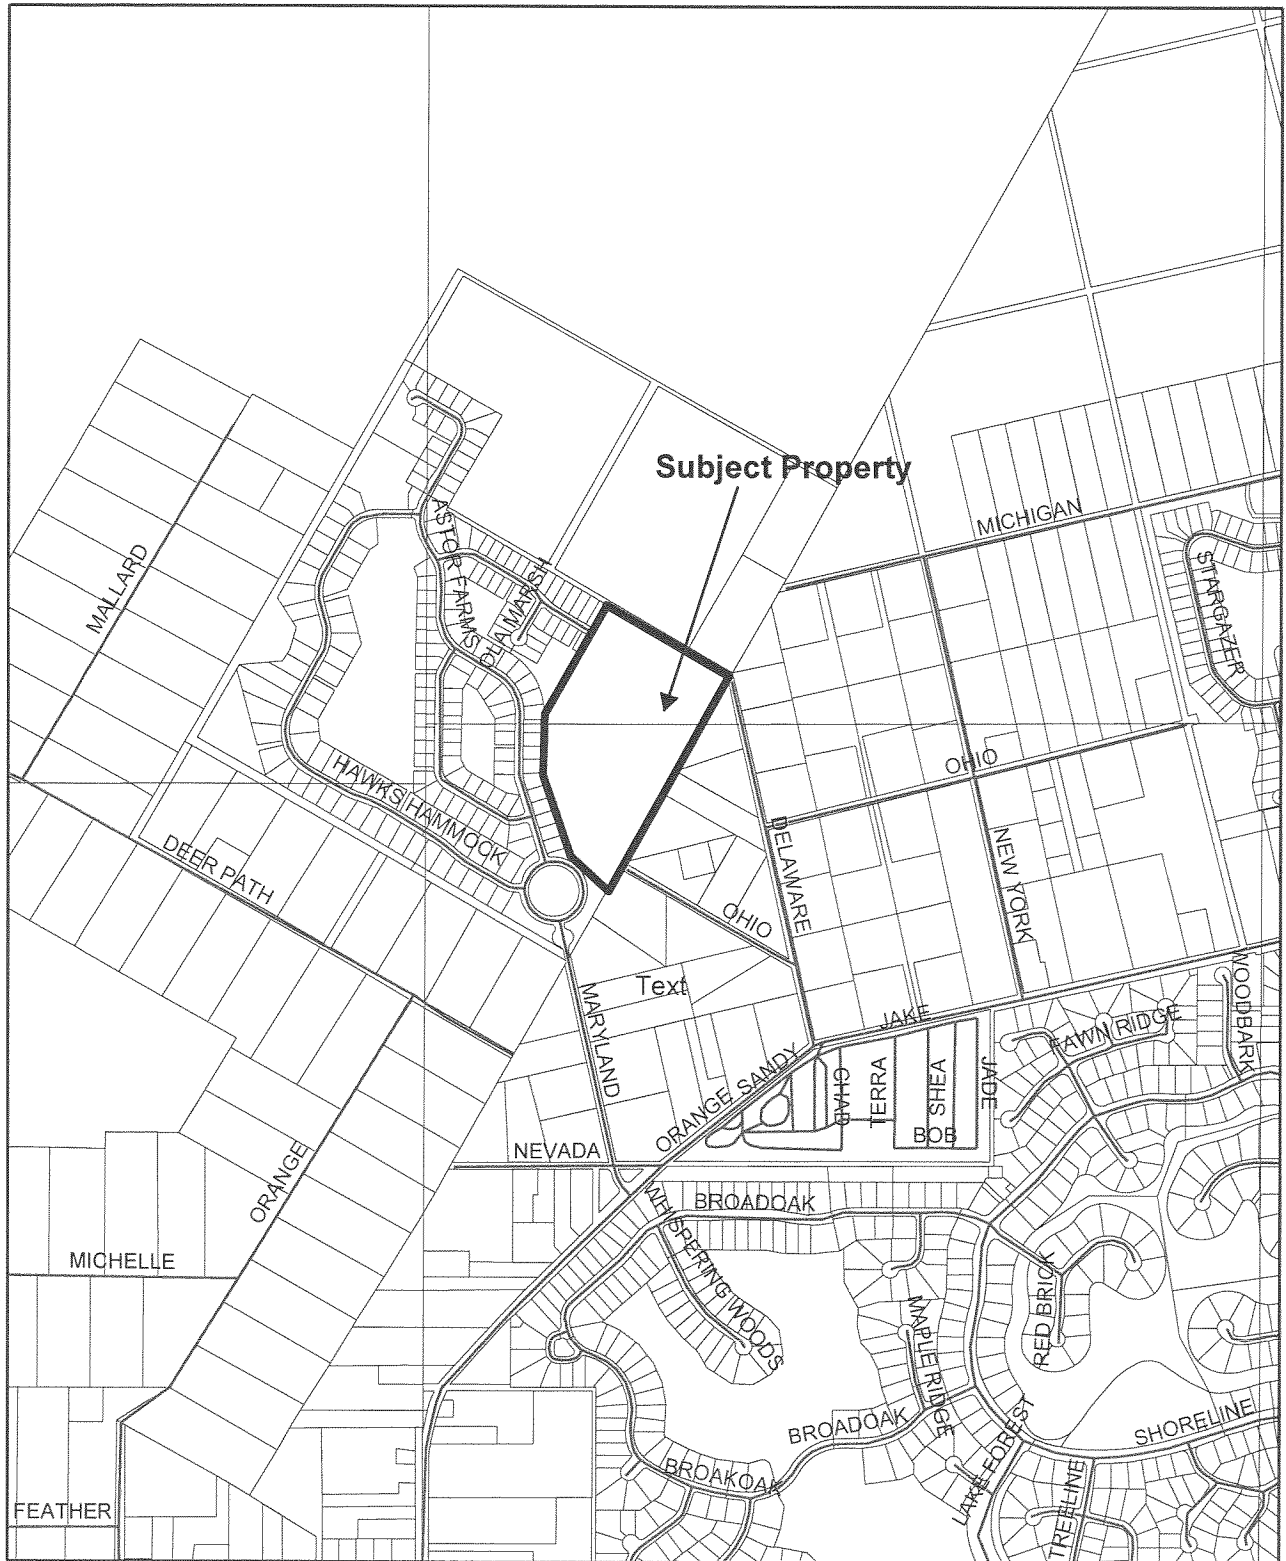 Subject Property
MICHIGAN
MALLARD
ASTOR FARMS
OLA MARSH
STARGAZER
OHIO
HAWKS HAMMOCK
DELAWARE
NEW YORK
DEER PATH
OHIO
Text
MARYLAND
WOODBARK
JAKE
FAWN RIDGE
ORANGE
SANDY
CHAD
TERRA
SHEA
JADE
BOB
NEVADA
ORANGE
WHISPERING WOODS
BROADOAK
MICHELLE
RED BRICK
MAPLE RIDGE
BROADOAK
LAKE FOREST
SHORELINE
BROAKOAK
TREELINE
FEATHER